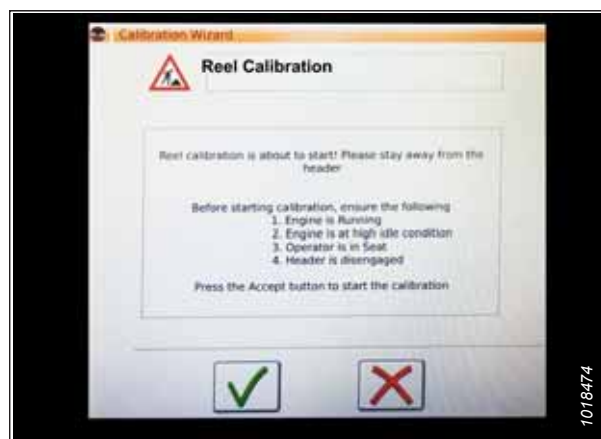 Calibration Wizard
Reel Calibration
Reel calibration is about to start! Please stay away from the
header
Before starting calibration, ensure the following
1. Engine is Running
2. Engine is at high idle condition
3. Operator is in Seat
4. Header is disengaged
Press the Accept button to start the calibration
1018474